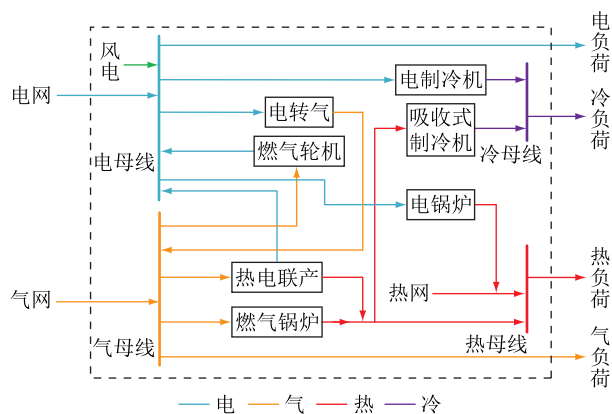 风
电
电网
电母线
电转气
燃气轮机
电制冷机
吸收式
制冷机
冷母线
电锅炉
热电联产
燃气锅炉
热网
热母线
气网
气母线
电
负
荷
冷
负
荷
热
负
荷
气
负
荷
电 气 热 冷